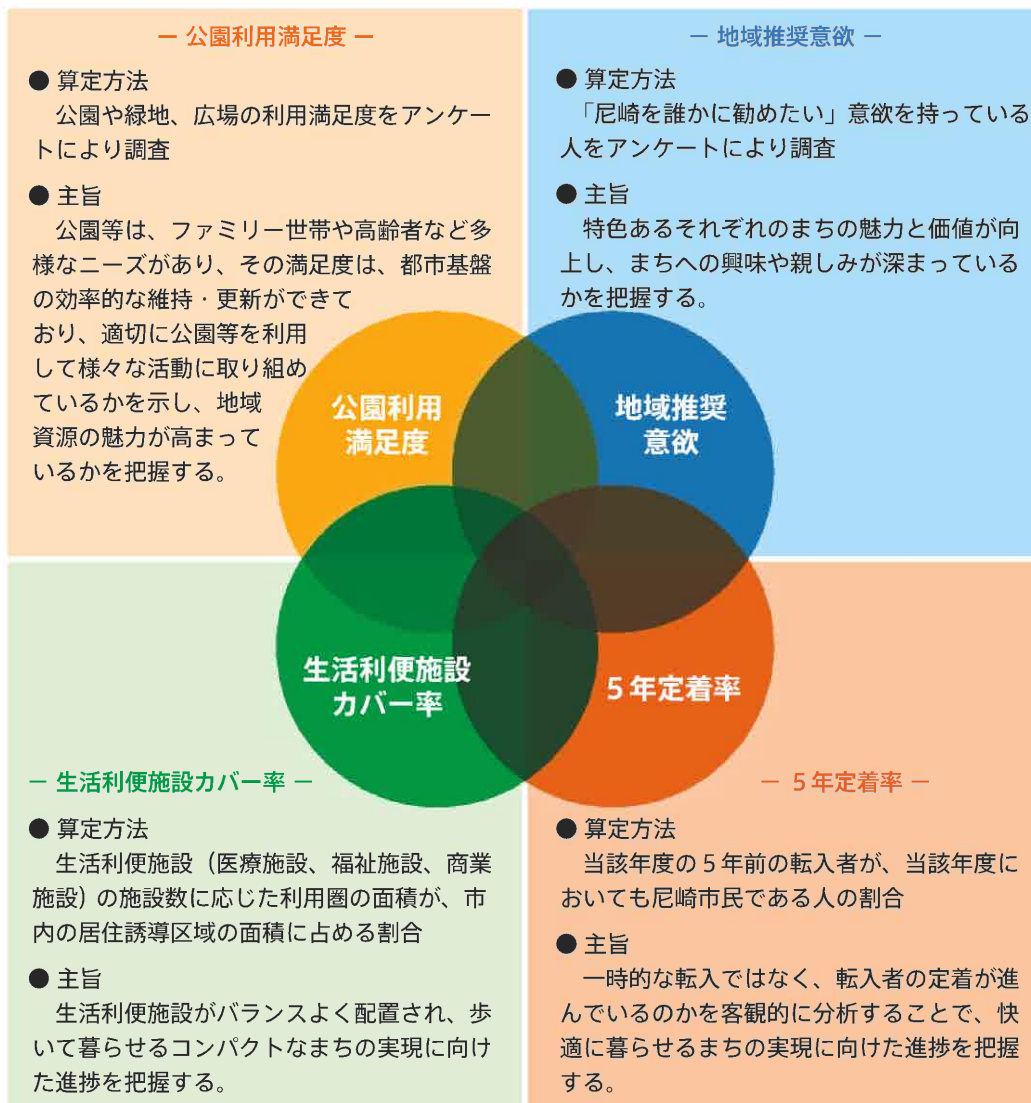 ― 公園利用満足度 ―
● 算定方法
公園や緑地、広場の利用満足度をアンケー
トにより調査
● 主旨
公園等は、ファミリー世帯や高齢者など多
様なニーズがあり、その満足度は、都市基盤
の効率的な維持・更新ができて
おり、適切に公園等を利用
して様々な活動に取り組め
ているかを示し、地域
資源の魅力が高まって
いるかを把握する。
― 地域推奨意欲 ―
● 算定方法
「尼崎を誰かに勧めたい」意欲を持っている
人をアンケートにより調査
● 主旨
特色あるそれぞれのまちの魅力と価値が向
上し、まちへの興味や親しみが深まっている
かを把握する。
公園利用
満足度
地域推奨
意欲
生活利便施設
カバー率
5年定着率
― 生活利便施設カバー率 ―
● 算定方法
生活利便施設（医療施設、福祉施設、商業
施設）の施設数に応じた利用圏の面積が、市
内の居住誘導区域の面積に占める割合
● 主旨
生活利便施設がバランスよく配置され、歩
いて暮らせるコンパクトなまちの実現に向け
た進捗を把握する。
― 5年定着率 ―
● 算定方法
当該年度の5年前の転入者が、当該年度に
おいても尼崎市民である人の割合
● 主旨
一時的な転入ではなく、転入者の定着が進
んでいるのかを客観的に分析することで、快
適に暮らせるまちの実現に向けた進捗を把握
する。